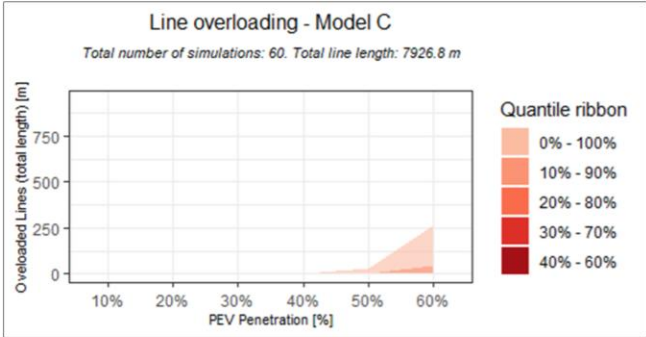 Line overloading - Model C
Total number of simulations: 60. Total line length: 7926.8 m
Oveloaded Lines (total length) [m]
750
500
250
0
10% 20% 30% 40% 50% 60%
PEV Penetration [%]
Quantile ribbon
0% - 100%
10% - 90%
20% - 80%
30% - 70%
40% - 60%